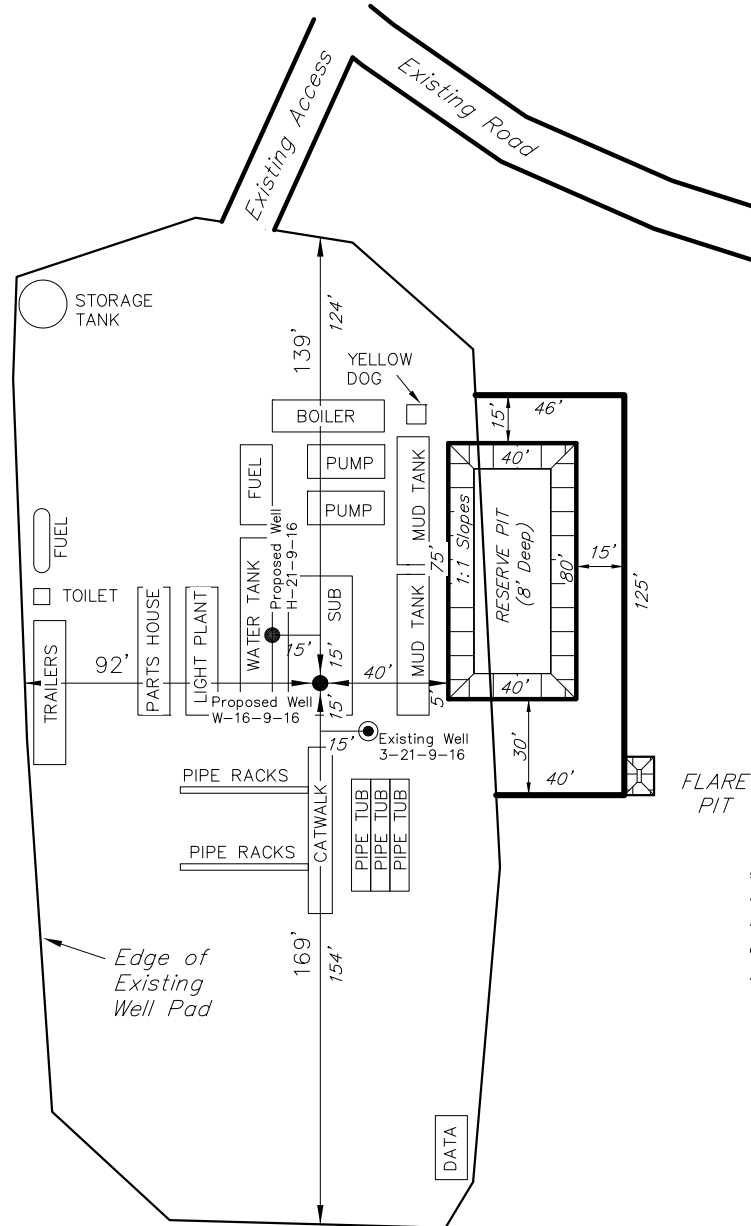 Existing Access
Existing Road
STORAGE
TANK
139'
124'
YELLOW
DOG
BOILER
15'
46'
FUEL
PUMP
PUMP
MUD TANK
40'
1:1 Slopes
RESERVE PIT
(8' Deep)
80'
15'
125'
75'
FUEL
TOILET
TRAILERS
PARTS HOUSE
LIGHT PLANT
WATER TANK
Proposed Well
H-21-9-16
SUB
MUD TANK
15'
15'
92'
40'
5'
40'
Proposed Well
W-16-9-16
15'
15'
Existing Well
3-21-9-16
30'
40'
FLARE
PIT
PIPE RACKS
CATWALK
PIPE TUB
PIPE TUB
PIPE TUB
PIPE RACKS
169'
154'
Edge of
Existing
Well Pad
DATA